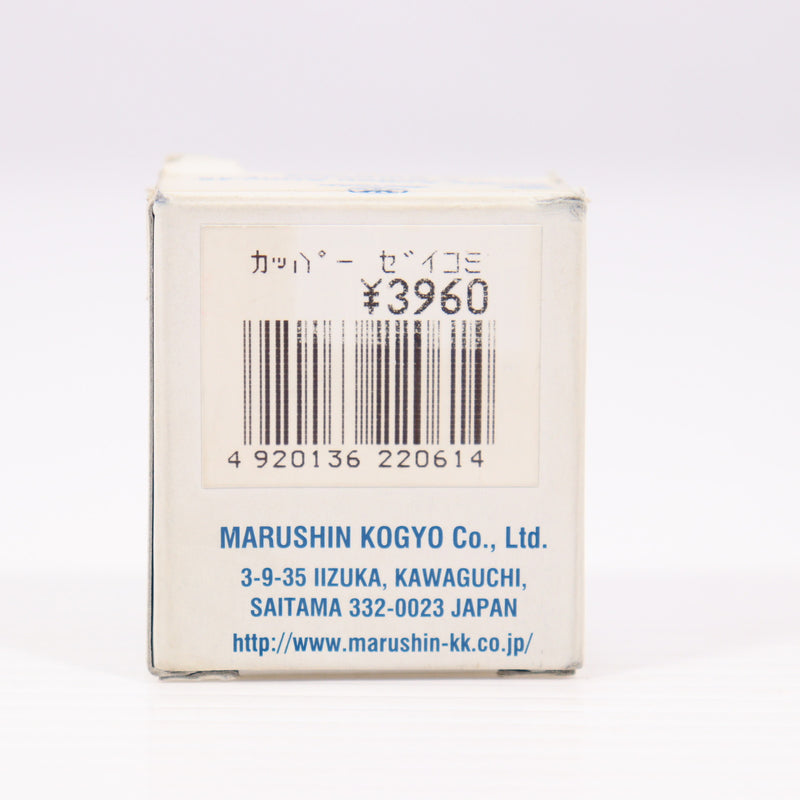 カッパー ゼイコミ
¥3960
4 920136 220614
MARUSHIN KOGYO Co., Ltd.
3-9-35 IIZUKA, KAWAGUCHI,
SAITAMA 332-0023 JAPAN
http://www.marushin-kk.co.jp/